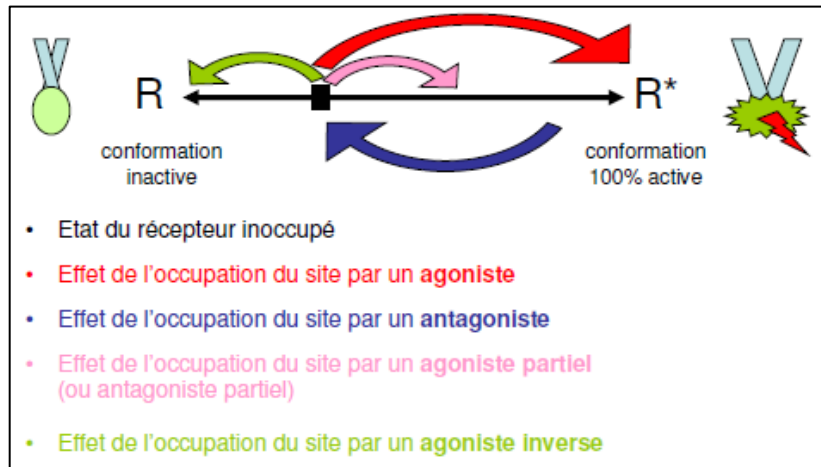 R
R*
conformation
inactive
conformation
100% active
• Etat du récepteur inoccupé
• Effet de l'occupation du site par un agoniste
• Effet de l'occupation du site par un antagoniste
• Effet de l'occupation du site par un agoniste partiel
(ou antagoniste partiel)
• Effet de l'occupation du site par un agoniste inverse